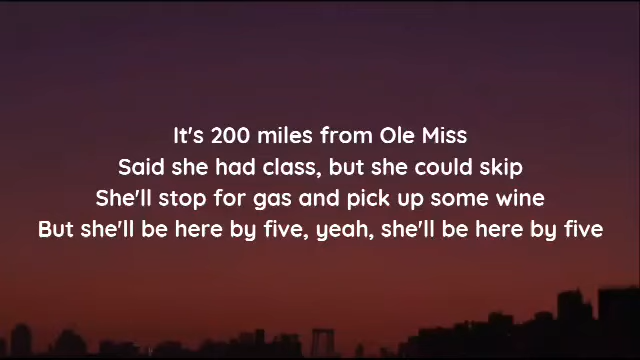 It's 200 miles from Ole Miss
Said she had class, but she could skip
She'll stop for gas and pick up some wine
But she'll be here by five, yeah, she'll be here by five